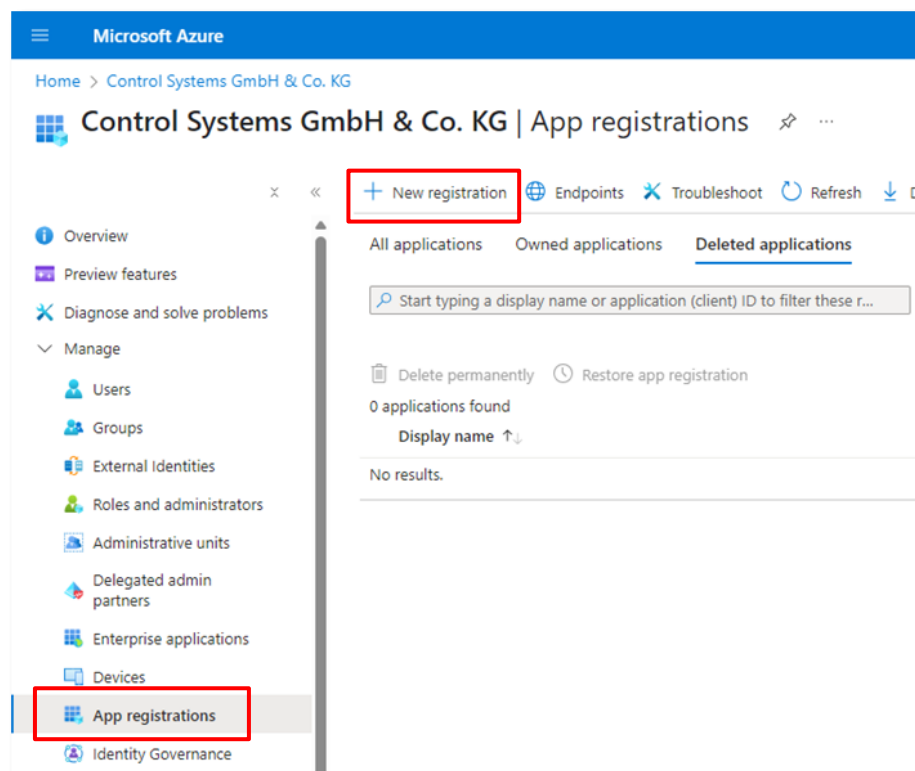 Microsoft Azure
Home > Control Systems GmbH & Co. KG
Control Systems GmbH & Co. KG | App registrations
New registration
Endpoints
Troubleshoot
Refresh
Overview
Preview features
Diagnose and solve problems
Manage
Users
Groups
External Identities
Roles and administrators
Administrative units
Delegated admin
partners
Enterprise applications
Devices
App registrations
Identity Governance
All applications
Owned applications
Deleted applications
Start typing a display name or application (client) ID to filter these r...
Delete permanently
Restore app registration
0 applications found
Display name ↑↓
No results.